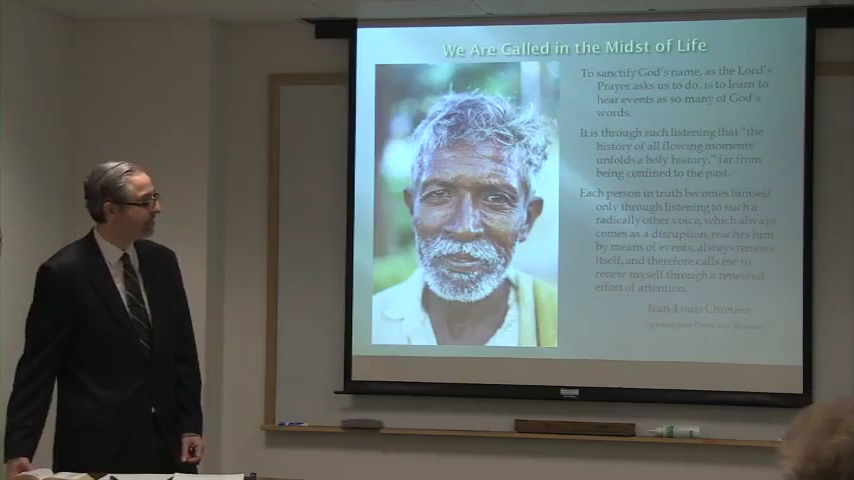 We Are Called in the Midst of Life
To sanctify God's name, as the Lord's
Prayer asks us to do, is to learn to
hear events as so many of God's
words.
It is through such listening that "the
history of all flowing moments
unfolds a holy history," far from
being confined to the past.
Each person in truth becomes himself
only through listening to such a
radically other voice, which always
comes as a disruption, reaches him
by means of events, always renews
itself, and therefore calls me to
renew myself through a renewed
effort of attention.
Jean-Louis Chrétien